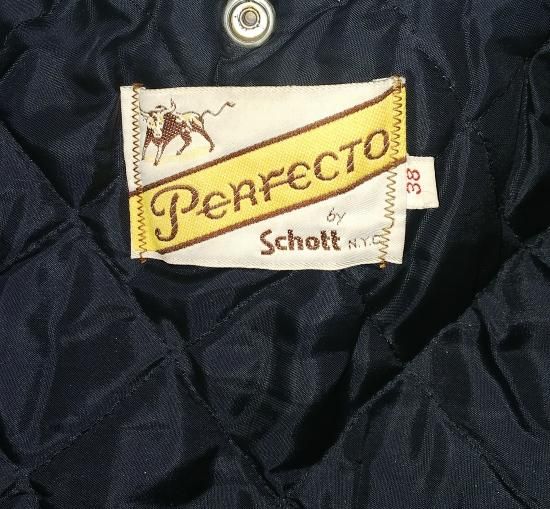 PERFECTO
by
Schott N.Y.C.
38